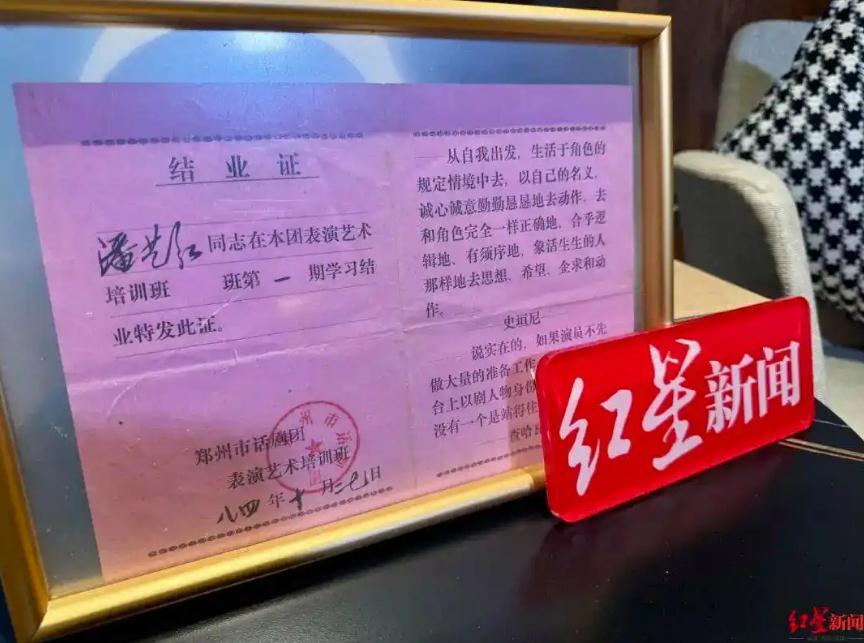 结业证
潘艺红同志在本团表演艺术
培训班 班第一期学习结
业特发此证。
郑州市话剧团
表演艺术培训班
八四年十月二七日
从自我出发，生活于角色的
规定情境中去，以自己的名义，
诚心诚意勤勤恳恳地去动作，去
和角色完全一样正确地，合乎逻
辑地、有须序地，象活生生的人
那样地去思想、希望、企求和动
作。
史坦尼
说实在的，如果演员不先
做大量的准备工作
台上以剧人物身
没有一个是站得
查哈
红星新闻
红星新闻